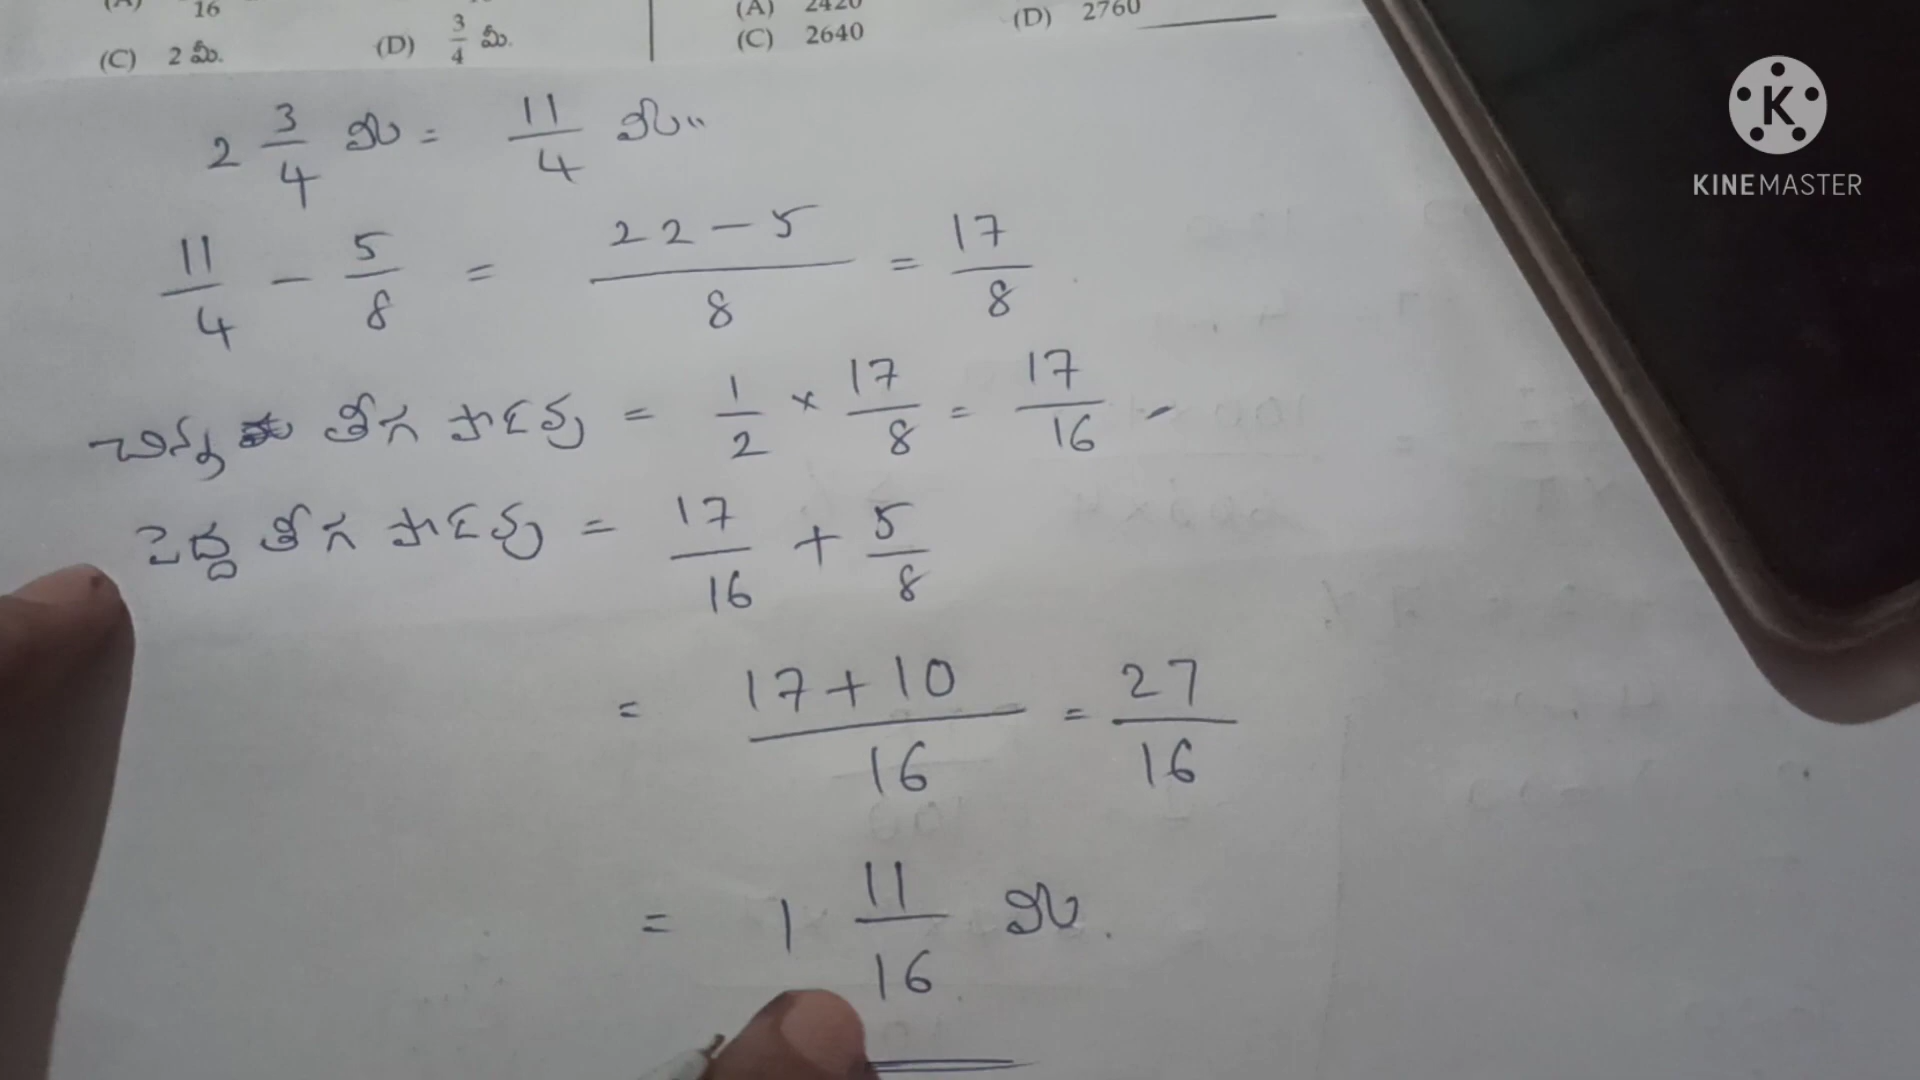 16
(A) 2420
(C) 2 మీ. (D) 3/4 మీ.
(C) 2640 (D) 2760
K
KINEMASTER
2 3/4 మీ = 11/4 మీ"
11/4 - 5/8 = 22-5/8 = 17/8
చిన్న తీగ పొడవు = 1/2 × 17/8 = 17/16
పెద్ద తీగ పొడవు = 17/16 + 5/8
= 17+10/16 = 27/16
= 1 11/16 మీ.